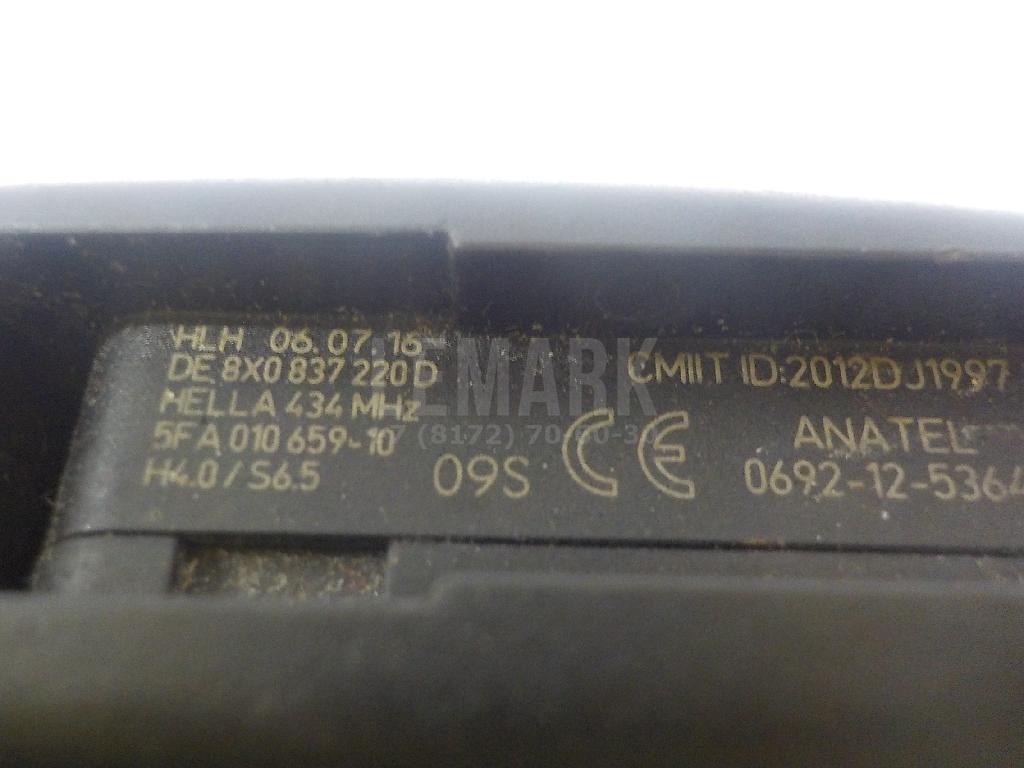 HLH 06.07.16
DE 8X0 837 220 D
HELLA 434 MHz
5FA 010 659-10
H4.0 / S6.5
09S
CE
CMIIT ID:2012DJ1997
ANATEL
0692-12-5364